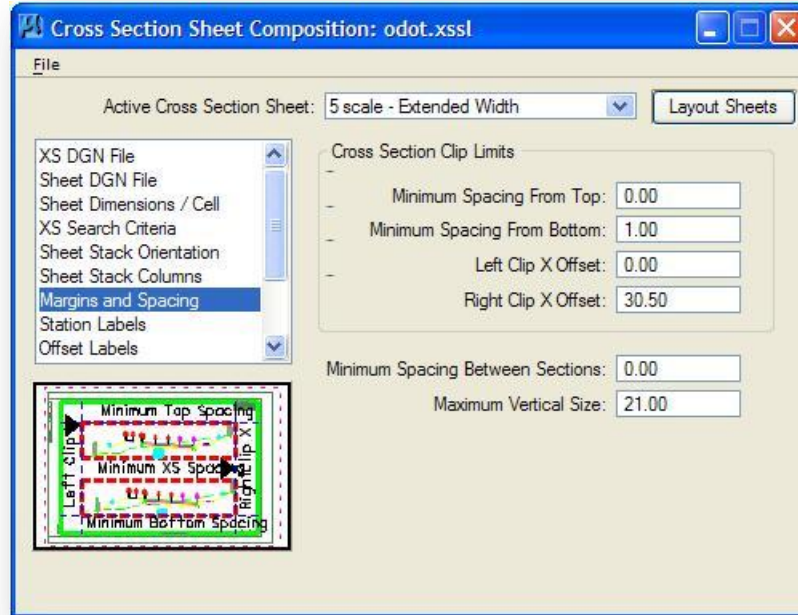 Cross Section Sheet Composition: odot.xssl
File
Active Cross Section Sheet: 5 scale - Extended Width Layout Sheets
XS DGN File
Sheet DGN File
Sheet Dimensions / Cell
XS Search Criteria
Sheet Stack Orientation
Sheet Stack Columns
Margins and Spacing
Station Labels
Offset Labels
Cross Section Clip Limits
Minimum Spacing From Top: 0.00
Minimum Spacing From Bottom: 1.00
Left Clip X Offset: 0.00
Right Clip X Offset: 30.50
Minimum Spacing Between Sections: 0.00
Maximum Vertical Size: 21.00
Minimum Top Spacing
Left Clip
Minimum XS Spacing
Right Clip X
Minimum Bottom Spacing